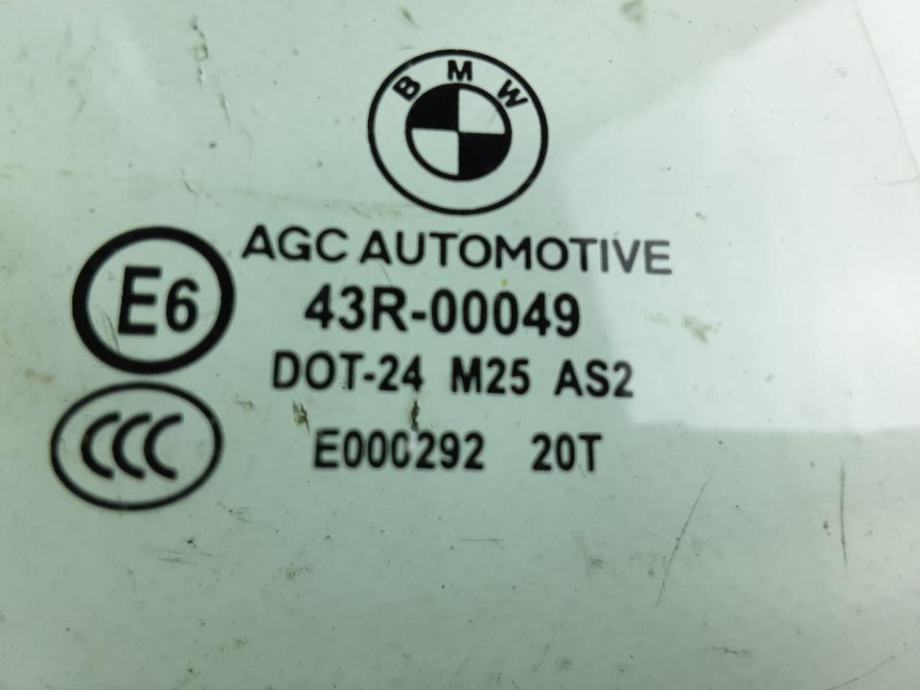 BMW
AGC AUTOMOTIVE
E6
43R-00049
DOT-24 M25 AS2
CCC
E000292 20T